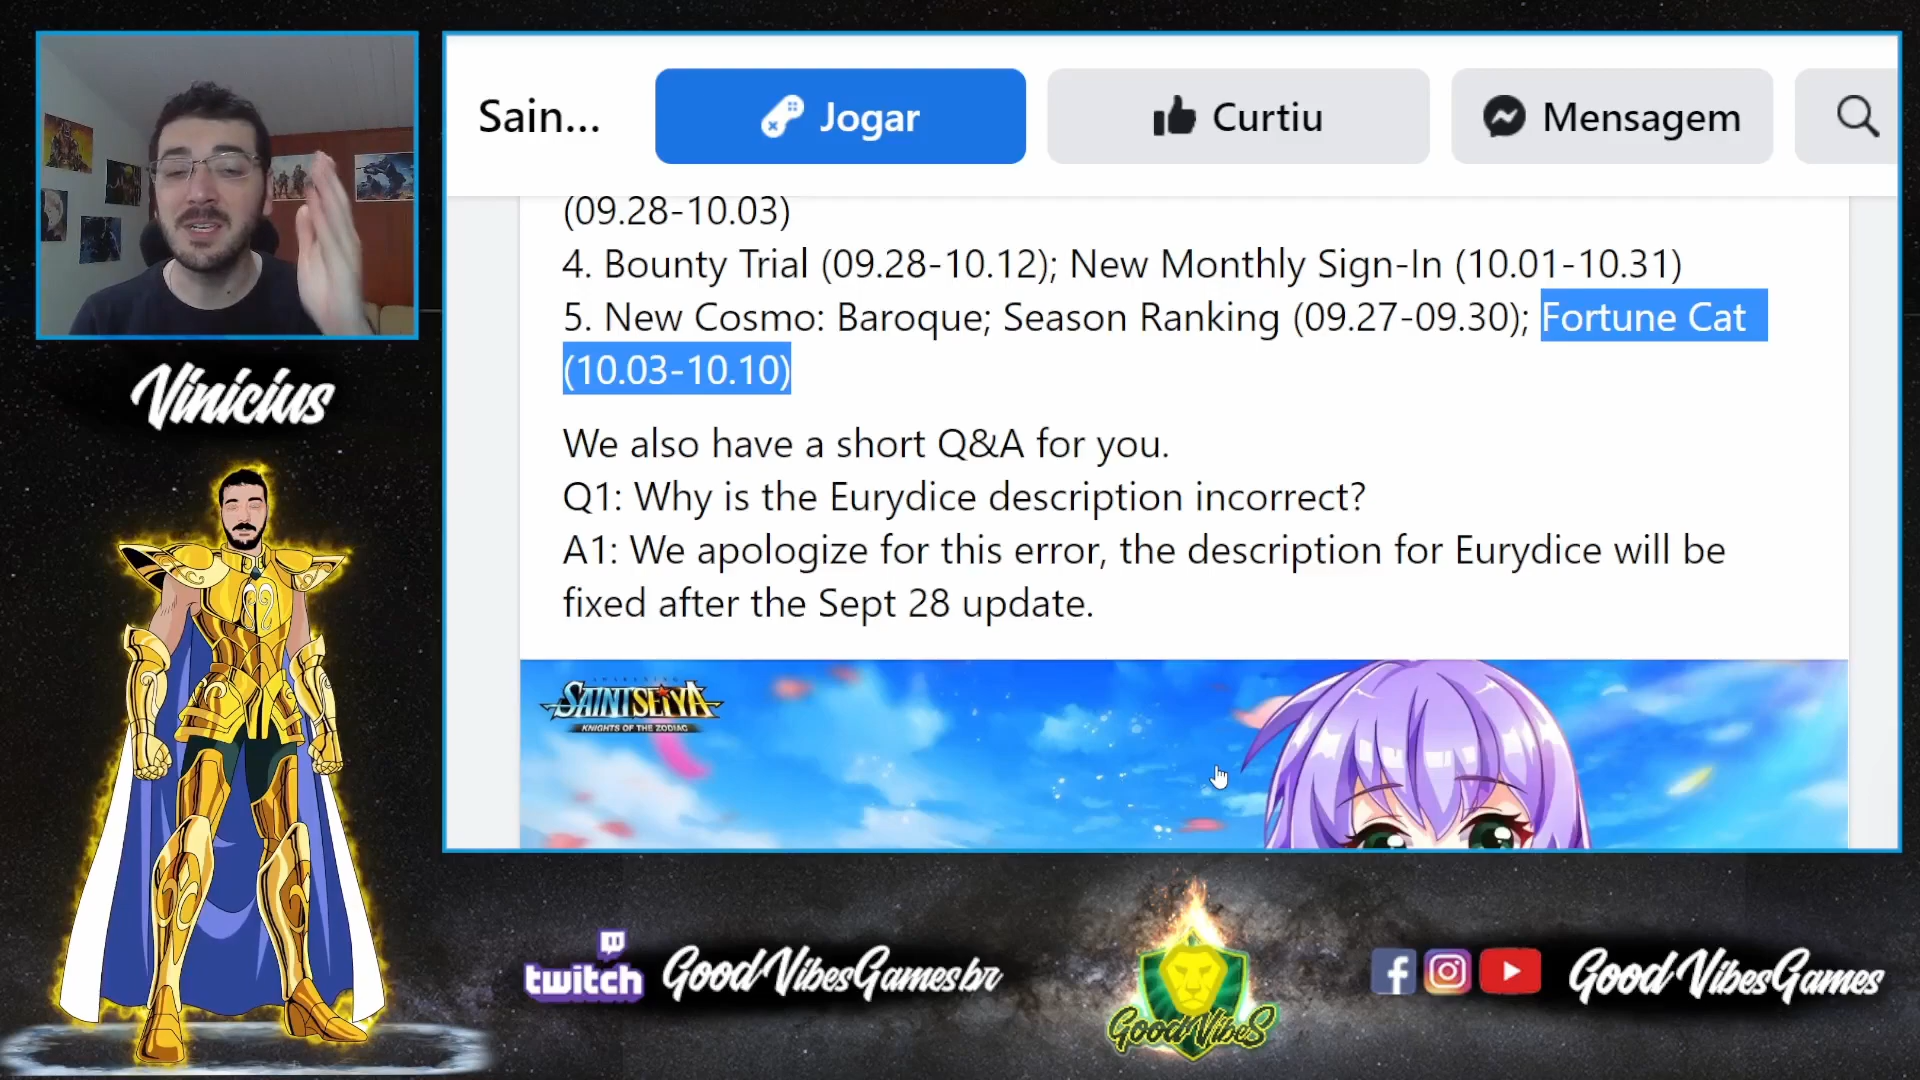 Sain...
Jogar
Curtiu
Mensagem
(09.28-10.03)
4. Bounty Trial (09.28-10.12); New Monthly Sign-In (10.01-10.31)
5. New Cosmo: Baroque; Season Ranking (09.27-09.30); Fortune Cat
(10.03-10.10)
We also have a short Q&A for you.
Q1: Why is the Eurydice description incorrect?
A1: We apologize for this error, the description for Eurydice will be
fixed after the Sept 28 update.
Vinicius
AWAKENING
SAINT SEIYA
KNIGHTS OF THE ZODIAC
twitch
GoodVibesGamesbr
GoodVibes
GoodVibesGames